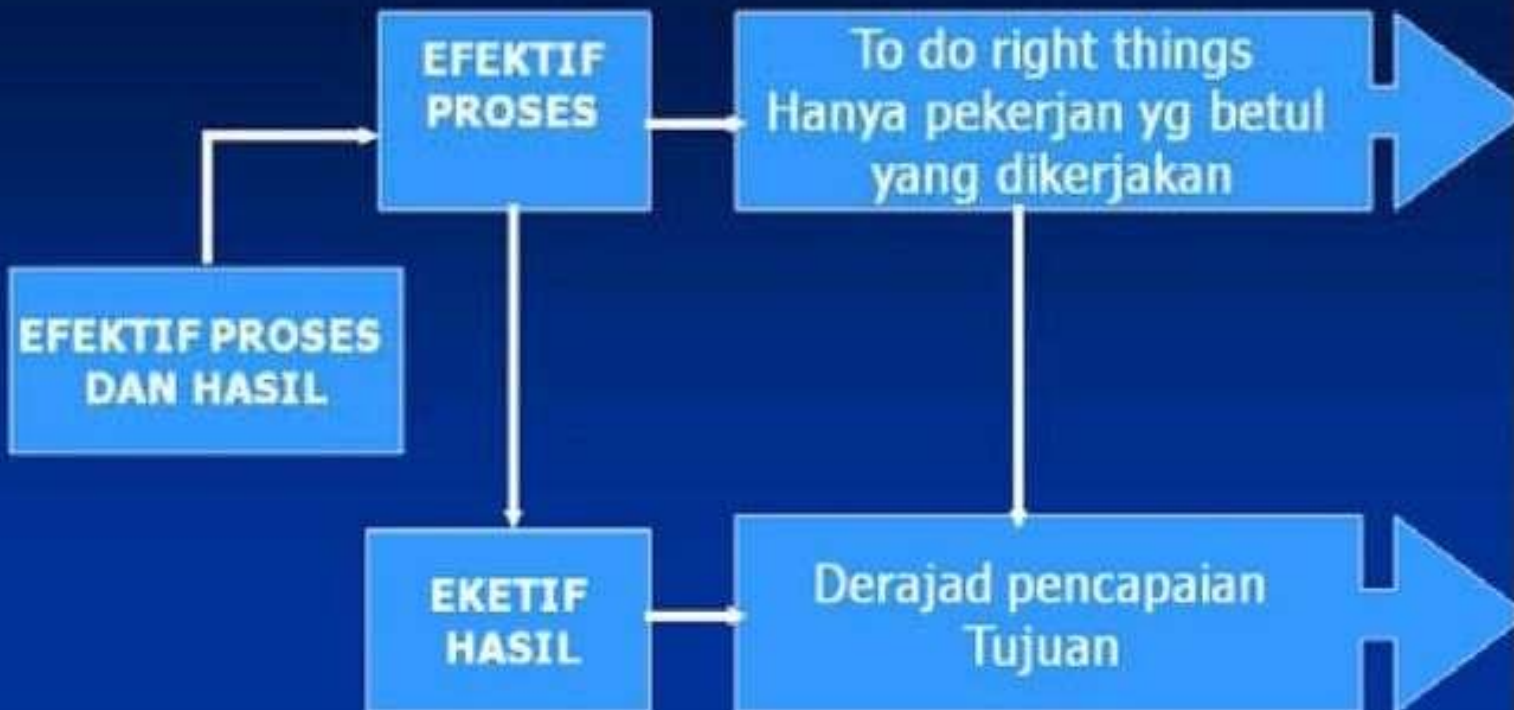 EFEKTIF
PROSES
To do right things
Hanya pekerjan yg betul
yang dikerjakan
EFEKTIF PROSES
DAN HASIL
EKETIF
HASIL
Derajad pencapaian
Tujuan